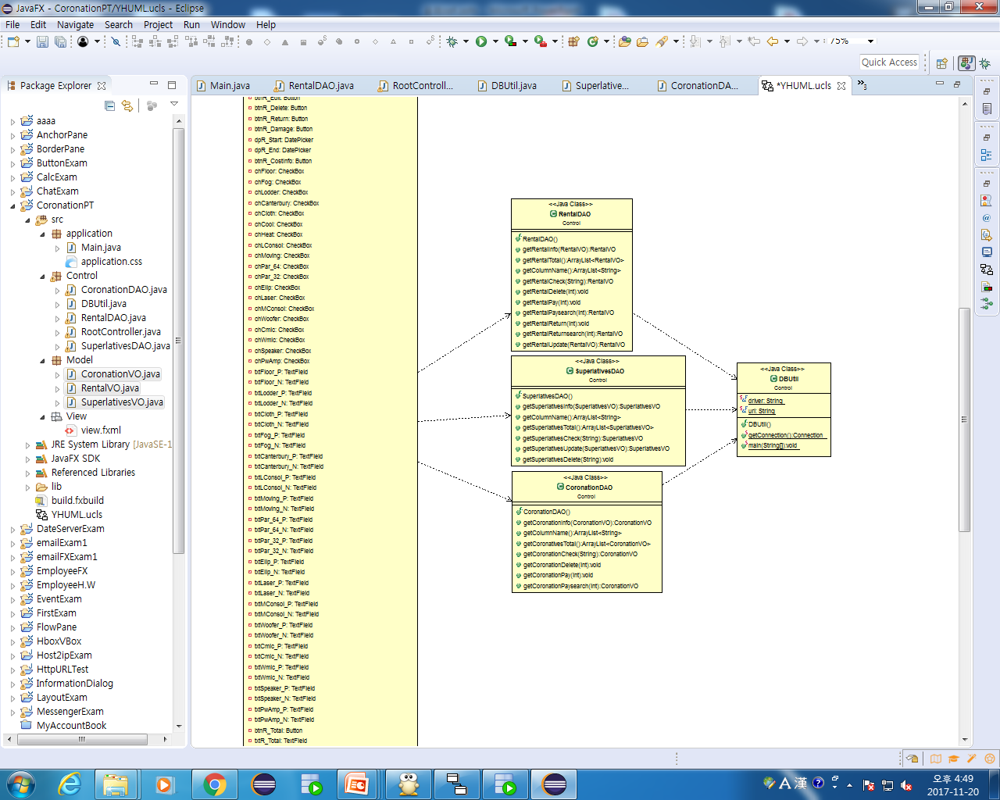 JavaFX - CoronationPT/YHUML.ucls - Eclipse
File Edit Navigate Search Project Run Window Help
75%
Quick Access
Package Explorer
Main.java
RentalDAO.java
RootControll...
DBUtil.java
Superlative...
CoronationDA...
*YHUML.ucls
»3
aaaa
AnchorPane
BorderPane
ButtonExam
CalcExam
ChatExam
CoronationPT
src
application
Main.java
application.css
Control
CoronationDAO.java
DBUtil.java
RentalDAO.java
RootController.java
SuperlativesDAO.java
Model
CoronationVO.java
RentalVO.java
SuperlativesVO.java
View
view.fxml
JRE System Library [JavaSE-1
JavaFX SDK
Referenced Libraries
lib
build.fxbuild
YHUML.ucls
DateServerExam
emailExam1
emailFXExam1
EmployeeFX
EmployeeH.W
EventExam
FirstExam
FlowPane
HboxVBox
Host2ipExam
HttpURLTest
InformationDialog
LayoutExam
MessengerExam
MyAccountBook
btnR_Edit: Button
btnR_Delete: Button
btnR_Return: Button
btnR_Damage: Button
dpR_Start: DatePicker
dpR_End: DatePicker
btnR_CostInfo: Button
chFloor: CheckBox
chFog: CheckBox
chLodder: CheckBox
chCanterbury: CheckBox
chCloth: CheckBox
chCool: CheckBox
chHeat: CheckBox
chLConsol: CheckBox
chMoving: CheckBox
chPar_64: CheckBox
chPar_32: CheckBox
chElip: CheckBox
chLaser: CheckBox
chMConsol: CheckBox
chWoofer: CheckBox
chCmic: CheckBox
chWmic: CheckBox
chSpeaker: CheckBox
chPwAmp: CheckBox
txtFloor_P: TextField
txtFloor_N: TextField
txtLodder_P: TextField
txtLodder_N: TextField
txtCloth_P: TextField
txtCloth_N: TextField
txtFog_P: TextField
txtFog_N: TextField
txtCanterbury_P: TextField
txtCanterbury_N: TextField
txtLConsol_P: TextField
txtLConsol_N: TextField
txtMoving_P: TextField
txtMoving_N: TextField
txtPar_64_P: TextField
txtPar_64_N: TextField
txtPar_32_P: TextField
txtPar_32_N: TextField
txtElip_P: TextField
txtElip_N: TextField
txtLaser_P: TextField
txtLaser_N: TextField
txtMConsol_P: TextField
txtMConsol_N: TextField
txtWoofer_P: TextField
txtWoofer_N: TextField
txtCmic_P: TextField
txtCmic_N: TextField
txtWmic_P: TextField
txtWmic_N: TextField
txtSpeaker_P: TextField
txtSpeaker_N: TextField
txtPwAmp_P: TextField
txtPwAmp_N: TextField
btnR_Total: Button
txtR_Total: TextField
<<Java Class>>
RentalDAO
Control
RentalDAO()
getRentalInfo(RentalVO):RentalVO
getRentalTotal():ArrayList<RentalVO>
getColumnName():ArrayList<String>
getRentalCheck(String):RentalVO
getRentalDelete(int):void
getRentalPay(int):void
getRentalPaysearch(int):RentalVO
getRentalReturn(int):void
getRentalReturnsearch(int):RentalVO
getRentalUpdate(RentalVO):RentalVO
<<Java Class>>
SuperlativesDAO
Control
SuperlativesDAO()
getSuperlativesInfo(SuperlativesVO):SuperlativesVO
getColumnName():ArrayList<String>
getSuperlativesTotal():ArrayList<SuperlativesVO>
getSuperlativesCheck(String):SuperlativesVO
getSuperlativesUpdate(SuperlativesVO):SuperlativesVO
getSuperlativesDelete(String):void
<<Java Class>>
CoronationDAO
Control
CoronationDAO()
getCoronationInfo(CoronationVO):CoronationVO
getColumnName():ArrayList<String>
getCoronativesTotal():ArrayList<CoronationVO>
getCoronationCheck(String):CoronationVO
getCoronationDelete(int):void
getCoronationPay(int):void
getCoronationPaysearch(int):CoronationVO
<<Java Class>>
DBUtil
Control
driver: String
url: String
DBUtil()
getConnection():Connection
main(String[]):void
A 漢
오후 4:49
2017-11-20